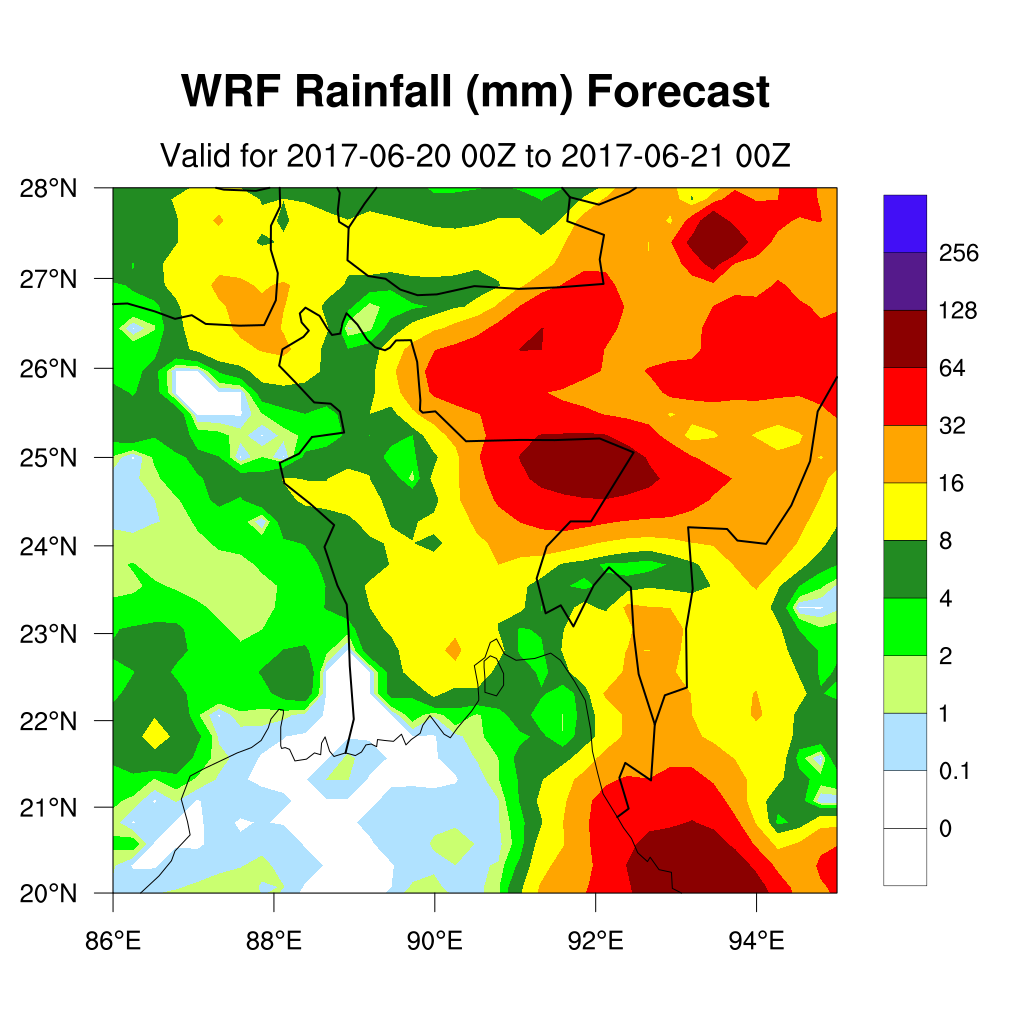 WRF Rainfall (mm) Forecast
Valid for 2017-06-20 00Z to 2017-06-21 00Z
28°N
27°N
26°N
25°N
24°N
23°N
22°N
21°N
20°N
86°E 88°E 90°E 92°E 94°E
256
128
64
32
16
8
4
2
1
0.1
0